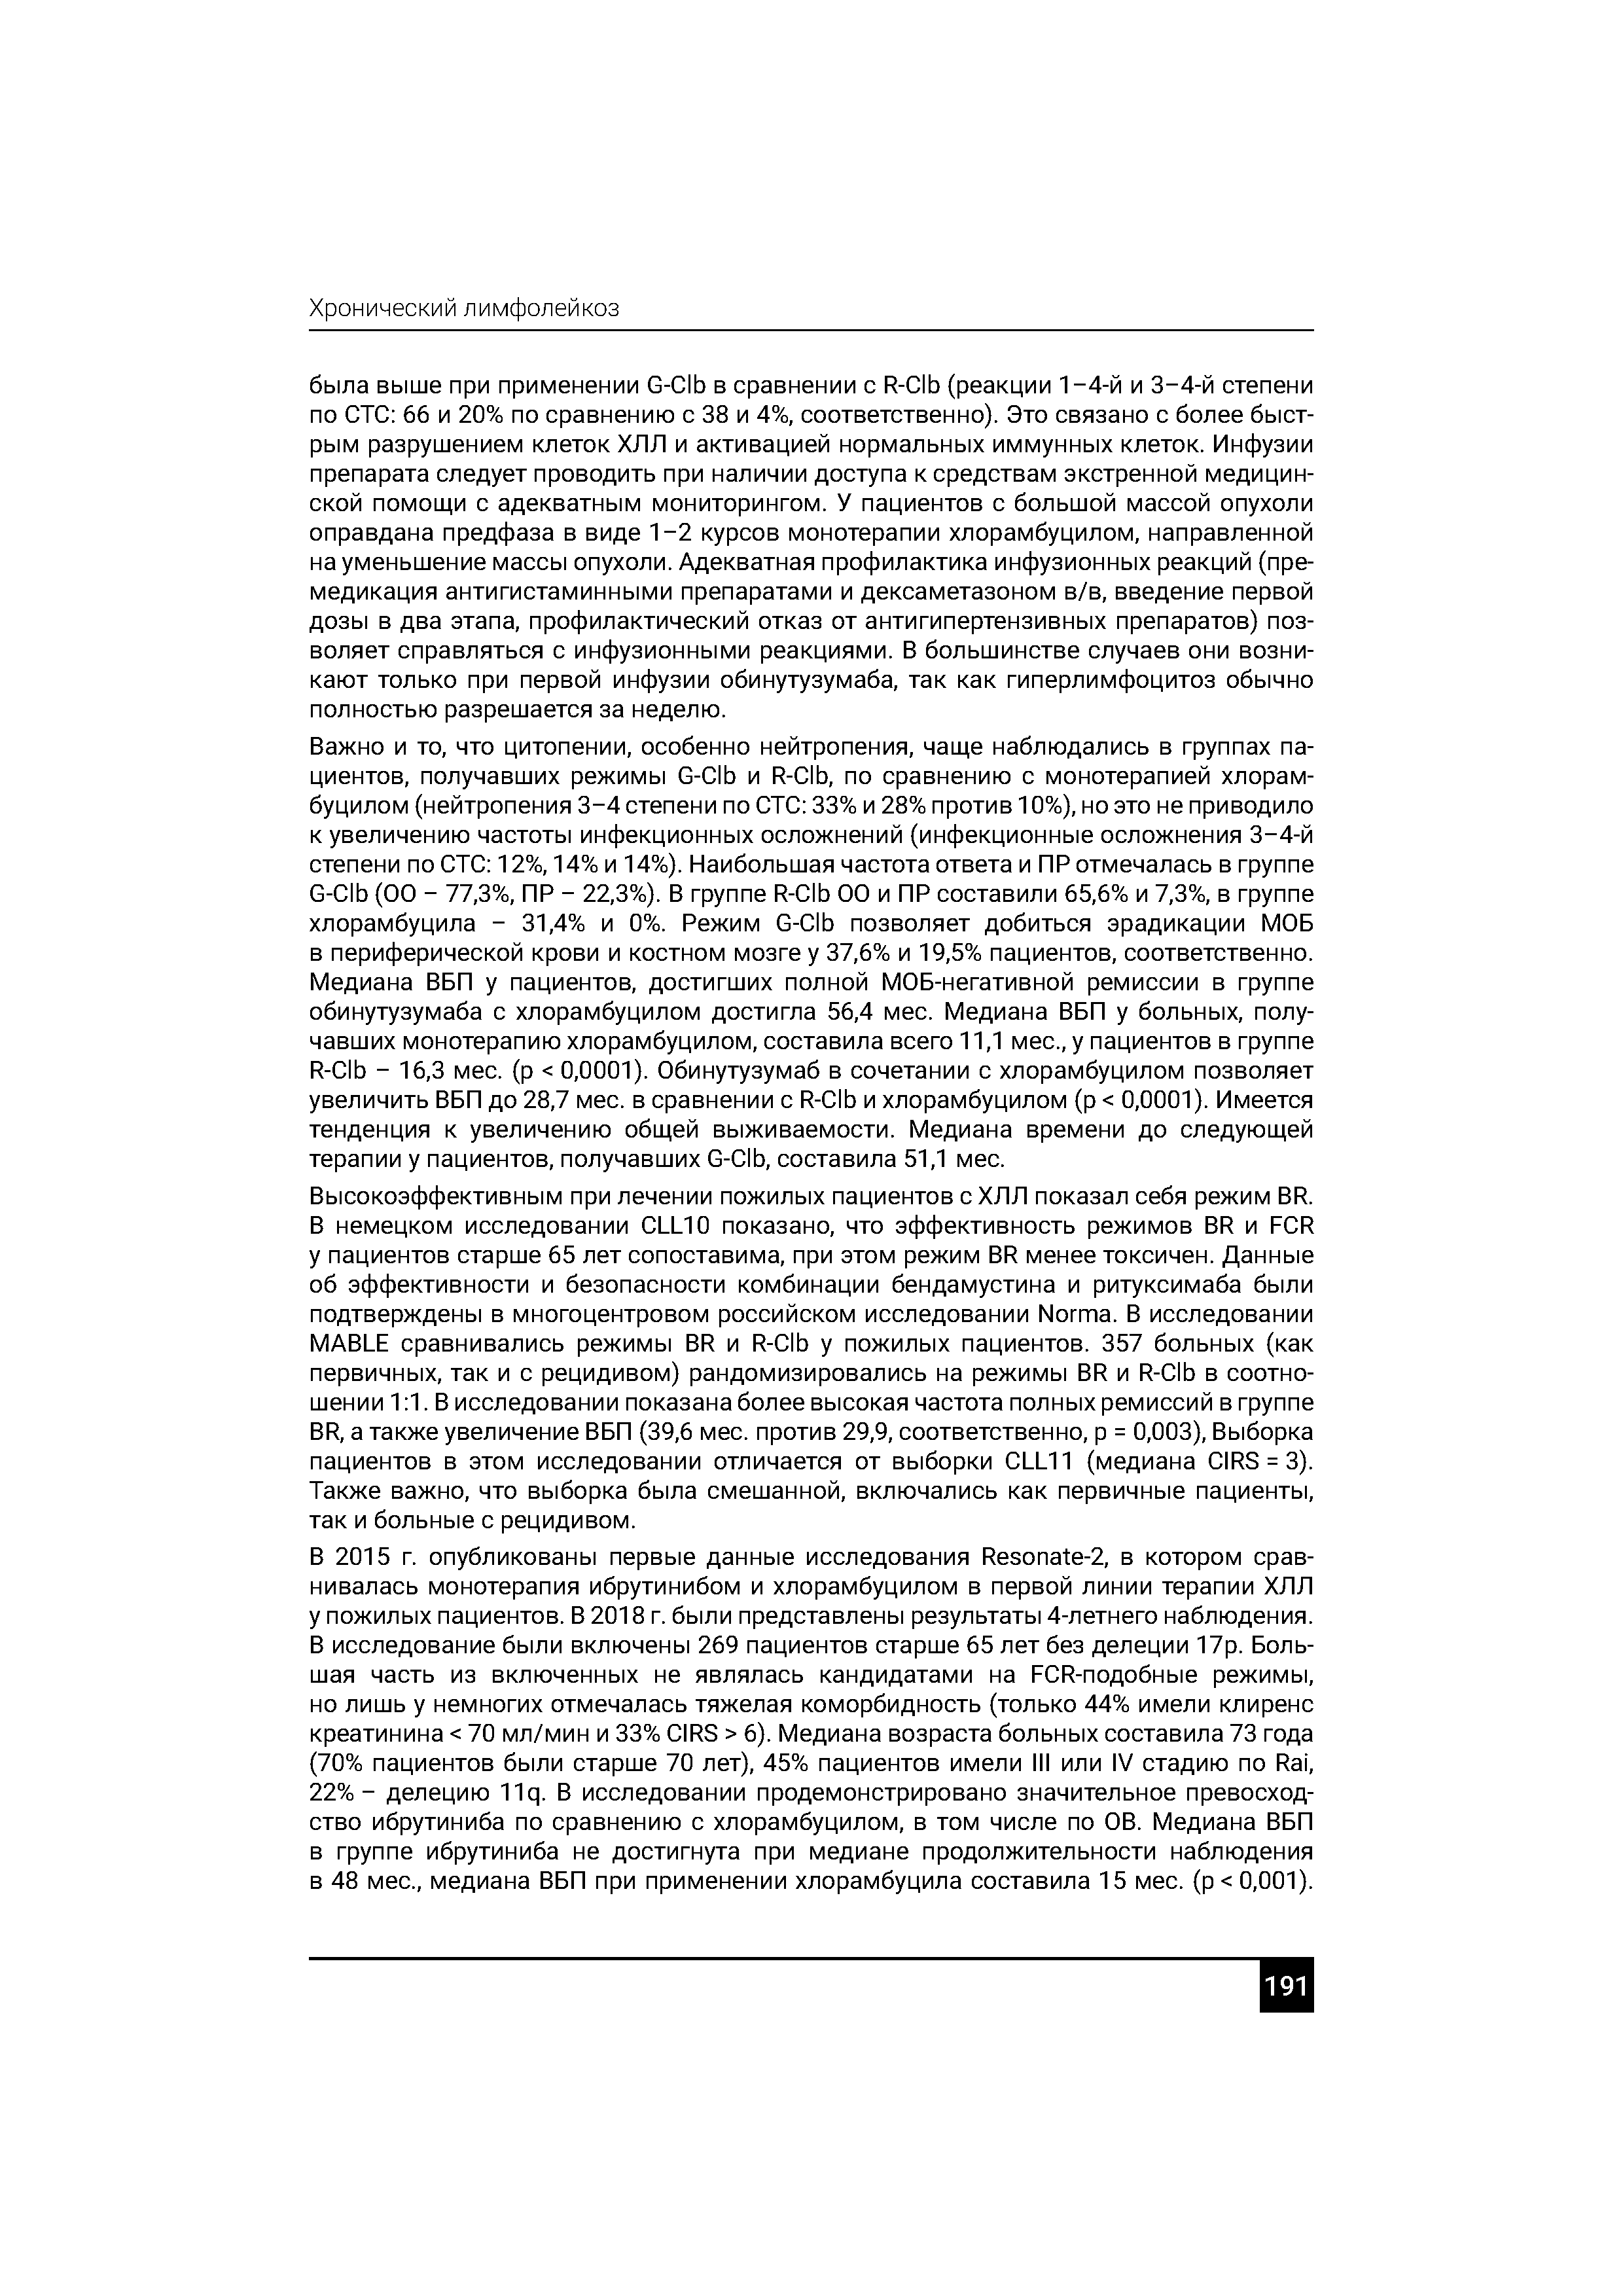 Хронический лимфолейкоз
была выше при применении G-Clb в сравнении с R-Clb (реакции 1–4-й и 3–4-й степени
по СТС: 66 и 20% по сравнению с 38 и 4%, соответственно). Это связано с более быст-
рым разрушением клеток ХЛЛ и активацией нормальных иммунных клеток. Инфузии
препарата следует проводить при наличии доступа к средствам экстренной медицин-
ской помощи с адекватным мониторингом. У пациентов с большой массой опухоли
оправдана предфаза в виде 1–2 курсов монотерапии хлорамбуцилом, направленной
на уменьшение массы опухоли. Адекватная профилактика инфузионных реакций (пре-
медикация антигистаминными препаратами и дексаметазоном в/в, введение первой
дозы в два этапа, профилактический отказ от антигипертензивных препаратов) поз-
воляет справляться с инфузионными реакциями. В большинстве случаев они возни-
кают только при первой инфузии обинутузумаба, так как гиперлимфоцитоз обычно
полностью разрешается за неделю.
Важно и то, что цитопении, особенно нейтропения, чаще наблюдались в группах па-
циентов, получавших режимы G-Clb и R-Clb, по сравнению с монотерапией хлорам-
буцилом (нейтропения 3–4 степени по СТС: 33% и 28% против 10%), но это не приводило
к увеличению частоты инфекционных осложнений (инфекционные осложнения 3–4-й
степени по СТС: 12%, 14% и 14%). Наибольшая частота ответа и ПР отмечалась в группе
G-Clb (ОО – 77,3%, ПР – 22,3%). В группе R-Clb ОО и ПР составили 65,6% и 7,3%, в группе
хлорамбуцила – 31,4% и 0%. Режим G-Clb позволяет добиться эрадикации МОБ
в периферической крови и костном мозге у 37,6% и 19,5% пациентов, соответственно.
Медиана ВБП у пациентов, достигших полной МОБ-негативной ремиссии в группе
обинутузумаба с хлорамбуцилом достигла 56,4 мес. Медиана ВБП у больных, полу-
чавших монотерапию хлорамбуцилом, составила всего 11,1 мес., у пациентов в группе
R-Clb – 16,3 мес. (p < 0,0001). Обинутузумаб в сочетании с хлорамбуцилом позволяет
увеличить ВБП до 28,7 мес. в сравнении с R-Clb и хлорамбуцилом (p < 0,0001). Имеется
тенденция к увеличению общей выживаемости. Медиана времени до следующей
терапии у пациентов, получавших G-Clb, составила 51,1 мес.
Высокоэффективным при лечении пожилых пациентов с ХЛЛ показал себя режим BR.
В немецком исследовании CLL10 показано, что эффективность режимов BR и FCR
у пациентов старше 65 лет сопоставима, при этом режим BR менее токсичен. Данные
об эффективности и безопасности комбинации бендамустина и ритуксимаба были
подтверждены в многоцентровом российском исследовании Norma. В исследовании
MABLE сравнивались режимы BR и R-Clb у пожилых пациентов. 357 больных (как
первичных, так и с рецидивом) рандомизировались на режимы BR и R-Clb в соотно-
шении 1:1. В исследовании показана более высокая частота полных ремиссий в группе
BR, а также увеличение ВБП (39,6 мес. против 29,9, соответственно, p = 0,003), Выборка
пациентов в этом исследовании отличается от выборки CLL11 (медиана CIRS = 3).
Также важно, что выборка была смешанной, включались как первичные пациенты,
так и больные с рецидивом.
В 2015 г. опубликованы первые данные исследования Resonate-2, в котором срав-
нивалась монотерапия ибрутинибом и хлорамбуцилом в первой линии терапии ХЛЛ
у пожилых пациентов. В 2018 г. были представлены результаты 4-летнего наблюдения.
В исследование были включены 269 пациентов старше 65 лет без делеции 17p. Боль-
шая часть из включенных не являлась кандидатами на FCR-подобные режимы,
но лишь у немногих отмечалась тяжелая коморбидность (только 44% имели клиренс
креатинина < 70 мл/мин и 33% CIRS > 6). Медиана возраста больных составила 73 года
(70% пациентов были старше 70 лет), 45% пациентов имели III или IV стадию по Rai,
22% – делецию 11q. В исследовании продемонстрировано значительное превосход-
ство ибрутиниба по сравнению с хлорамбуцилом, в том числе по ОВ. Медиана ВБП
в группе ибрутиниба не достигнута при медиане продолжительности наблюдения
в 48 мес., медиана ВБП при применении хлорамбуцила составила 15 мес. (p < 0,001).
191